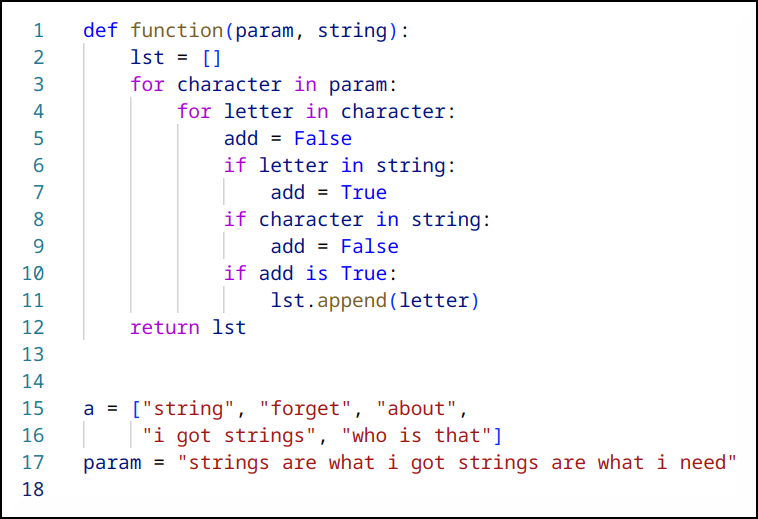 1 def function(param, string):
2 lst = []
3 for character in param:
4 for letter in character:
5 add = False
6 if letter in string:
7 add = True
8 if character in string:
9 add = False
10 if add is True:
11 lst.append(letter)
12 return lst
13
14
15 a = ["string", "forget", "about",
16 "i got strings", "who is that"]
17 param = "strings are what i got strings are what i need"
18